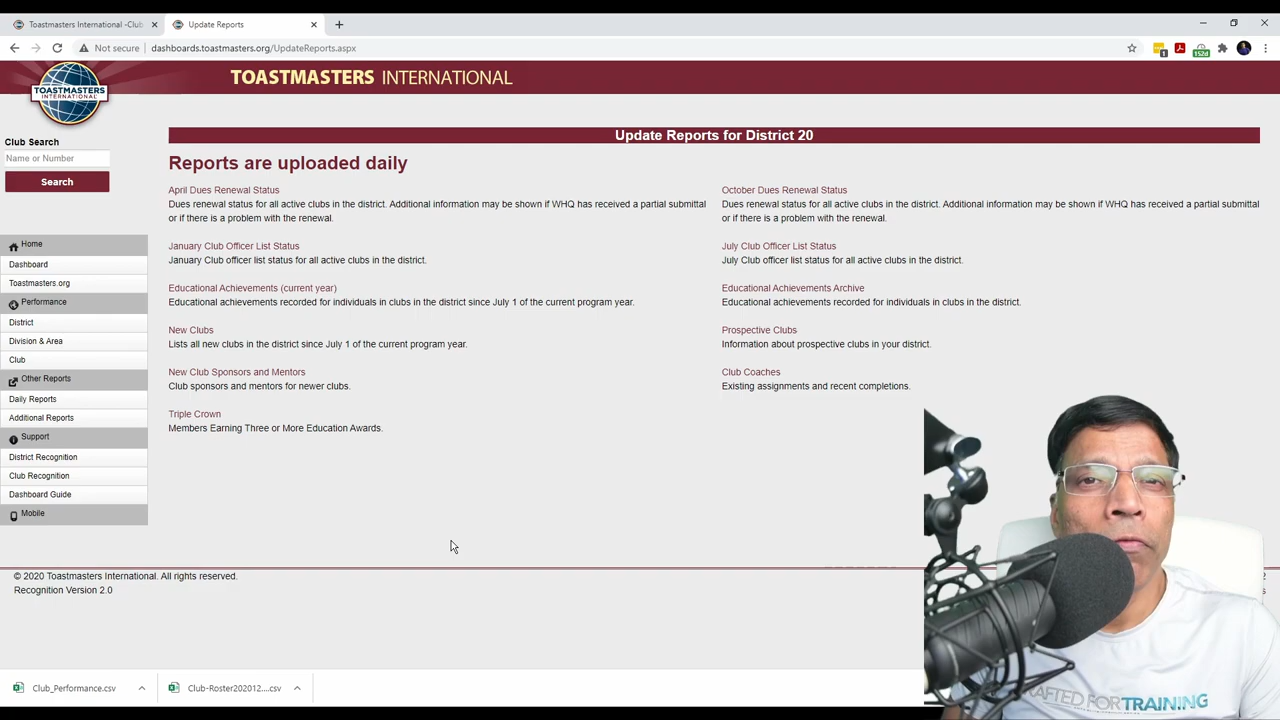 Toastmasters International -Club
Update Reports
Not secure
dashboards.toastmasters.org/UpdateReports.aspx
1
152d
TOASTMASTERS INTERNATIONAL
TOASTMASTERS
INTERNATIONAL
Club Search
Name or Number
Search
Home
Dashboard
Toastmasters.org
Performance
District
Division & Area
Club
Other Reports
Daily Reports
Additional Reports
Support
District Recognition
Club Recognition
Dashboard Guide
Mobile
Update Reports for District 20
Reports are uploaded daily
April Dues Renewal Status
Dues renewal status for all active clubs in the district. Additional information may be shown if WHQ has received a partial submittal
or if there is a problem with the renewal.
October Dues Renewal Status
Dues renewal status for all active clubs in the district. Additional information may be shown if WHQ has received a partial submittal
or if there is a problem with the renewal.
January Club Officer List Status
January Club officer list status for all active clubs in the district.
July Club Officer List Status
July Club officer list status for all active clubs in the district.
Educational Achievements (current year)
Educational achievements recorded for individuals in clubs in the district since July 1 of the current program year.
Educational Achievements Archive
Educational achievements recorded for individuals in clubs in the district.
New Clubs
Lists all new clubs in the district since July 1 of the current program year.
Prospective Clubs
Information about prospective clubs in your district.
New Club Sponsors and Mentors
Club sponsors and mentors for newer clubs.
Club Coaches
Existing assignments and recent completions.
Triple Crown
Members Earning Three or More Education Awards.
© 2020 Toastmasters International. All rights reserved.
Recognition Version 2.0
Club_Performance.csv
Club-Roster202012....csv
RAFTED FOR TRAINING